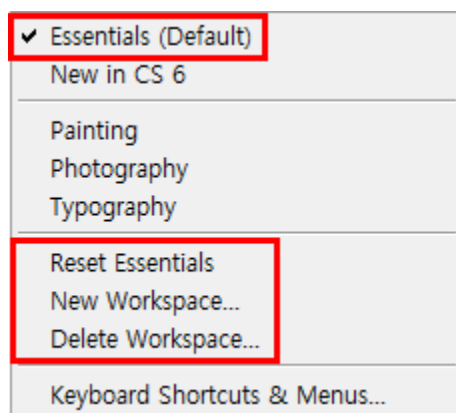 Essentials (Default)
New in CS 6
Painting
Photography
Typography
Reset Essentials
New Workspace...
Delete Workspace...
Keyboard Shortcuts & Menus...